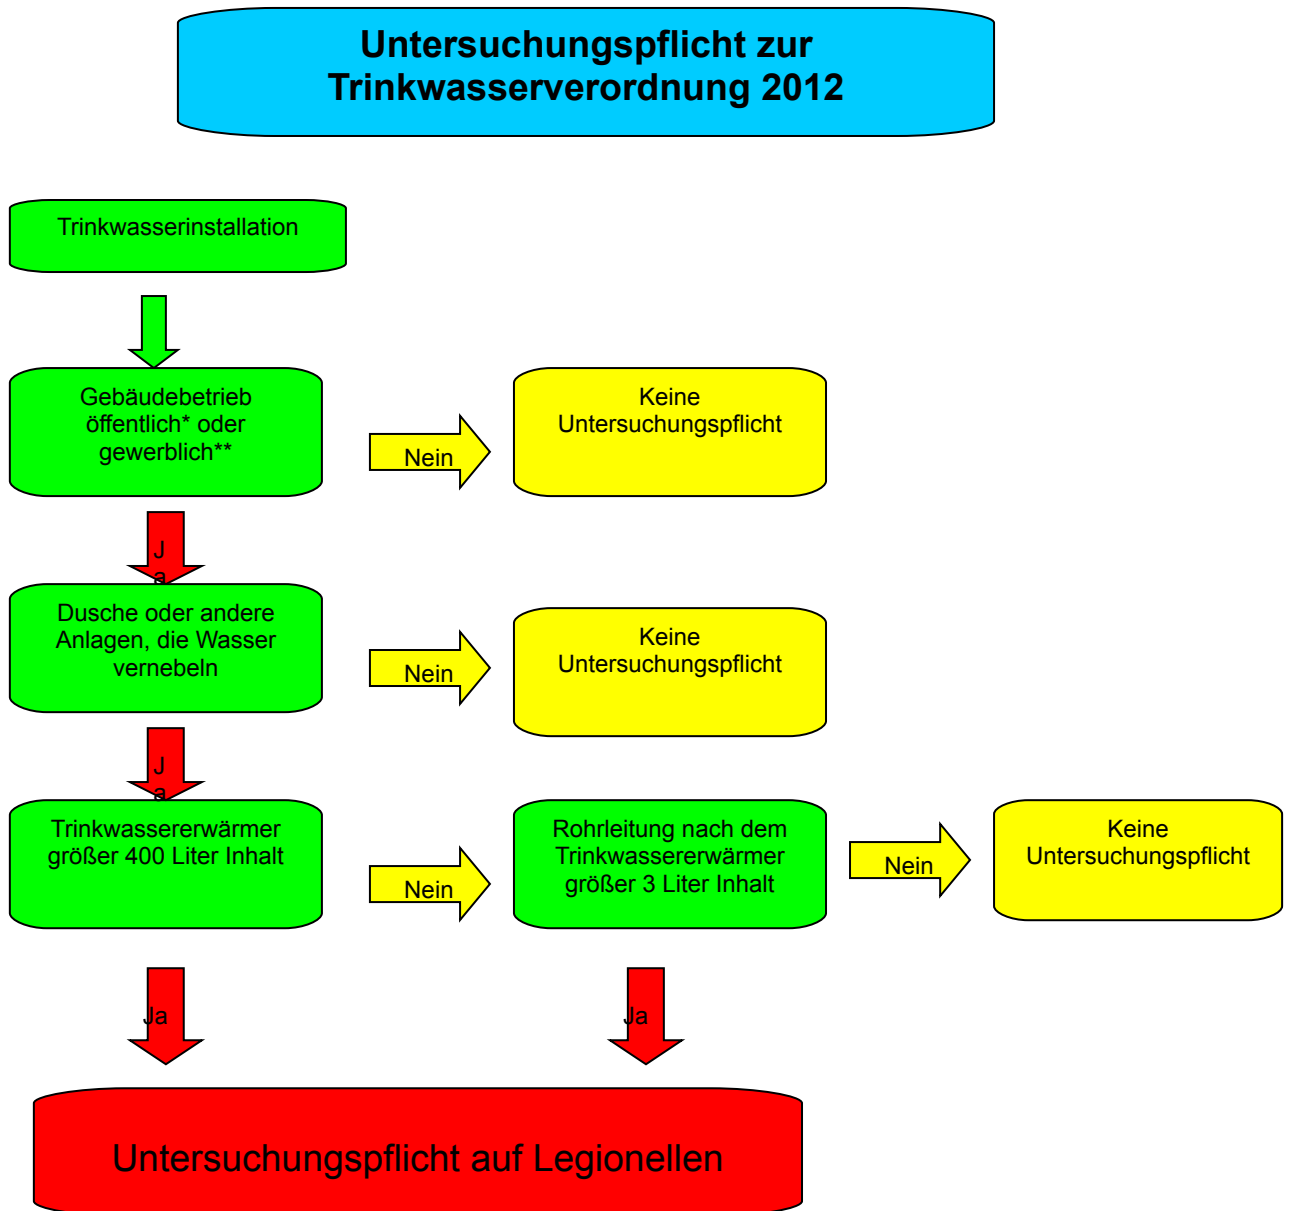 Untersuchungspflicht zur
Trinkwasserverordnung 2012
Trinkwasserinstallation
Gebäudebetrieb
öffentlich* oder
gewerblich**
Nein
Keine
Untersuchungspflicht
J
a
Dusche oder andere
Anlagen, die Wasser
vernebeln
Nein
Keine
Untersuchungspflicht
J
a
Trinkwassererwärmer
größer 400 Liter Inhalt
Nein
Rohrleitung nach dem
Trinkwassererwärmer
größer 3 Liter Inhalt
Nein
Keine
Untersuchungspflicht
Ja
Ja
Untersuchungspflicht auf Legionellen